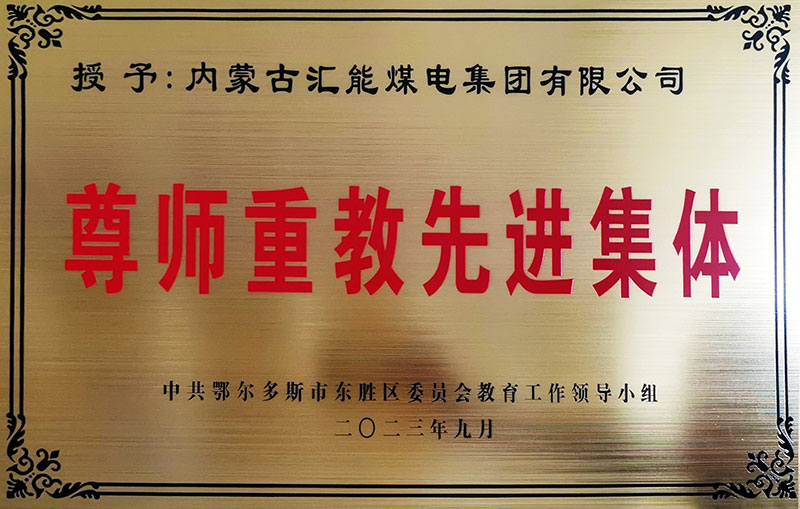 授 予：内蒙古汇能煤电集团有限公司
尊师重教先进集体
中共鄂尔多斯市东胜区委员会教育工作领导小组
二〇二三年九月